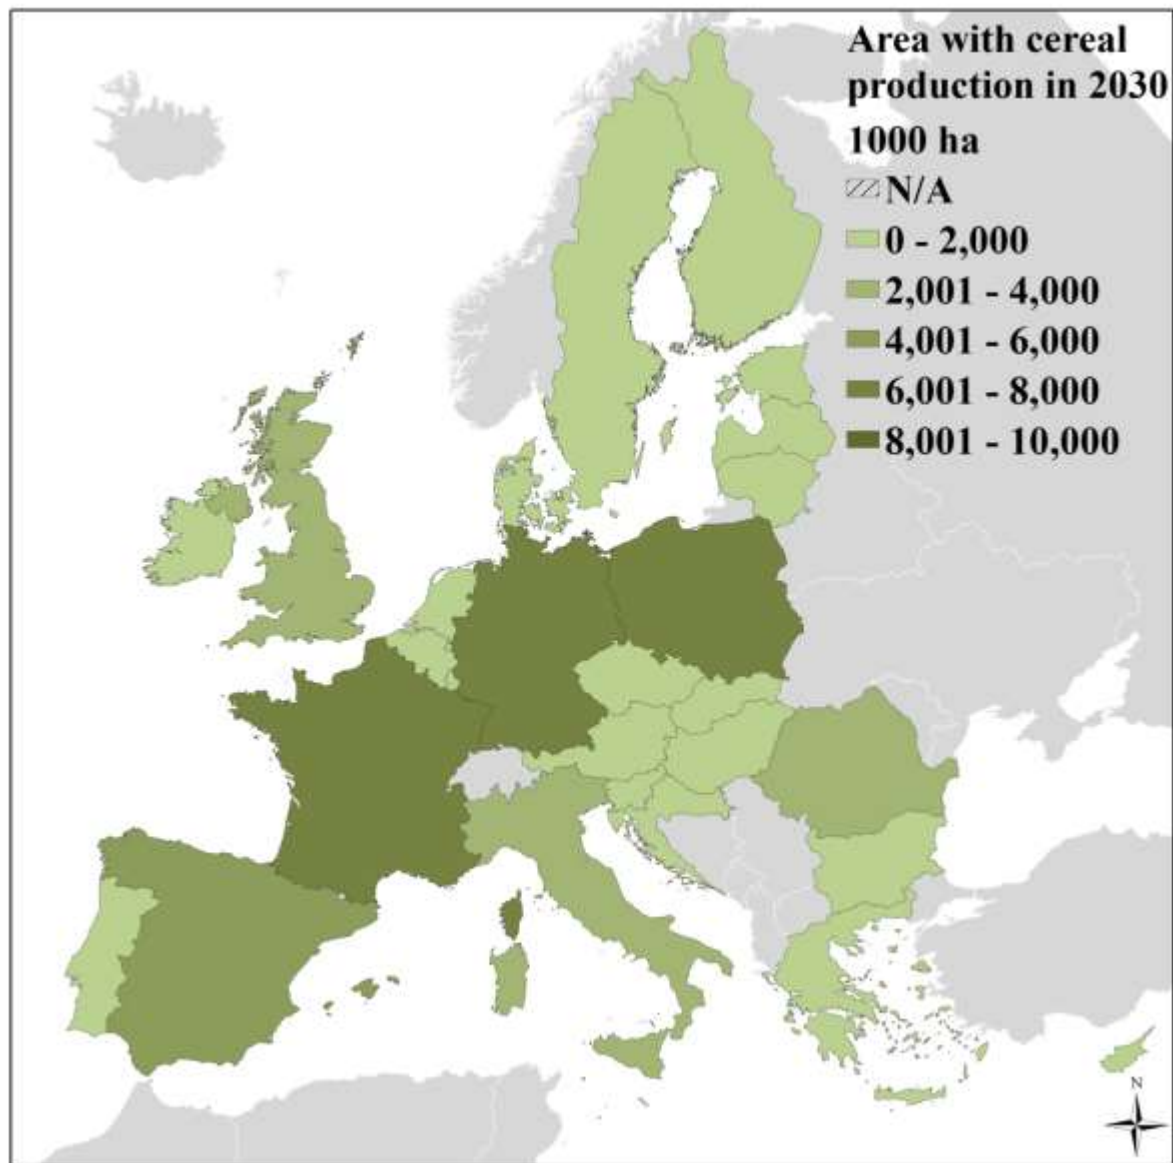 Area with cereal
production in 2030
1000 ha
N/A
0 - 2,000
2,001 - 4,000
4,001 - 6,000
6,001 - 8,000
8,001 - 10,000
N